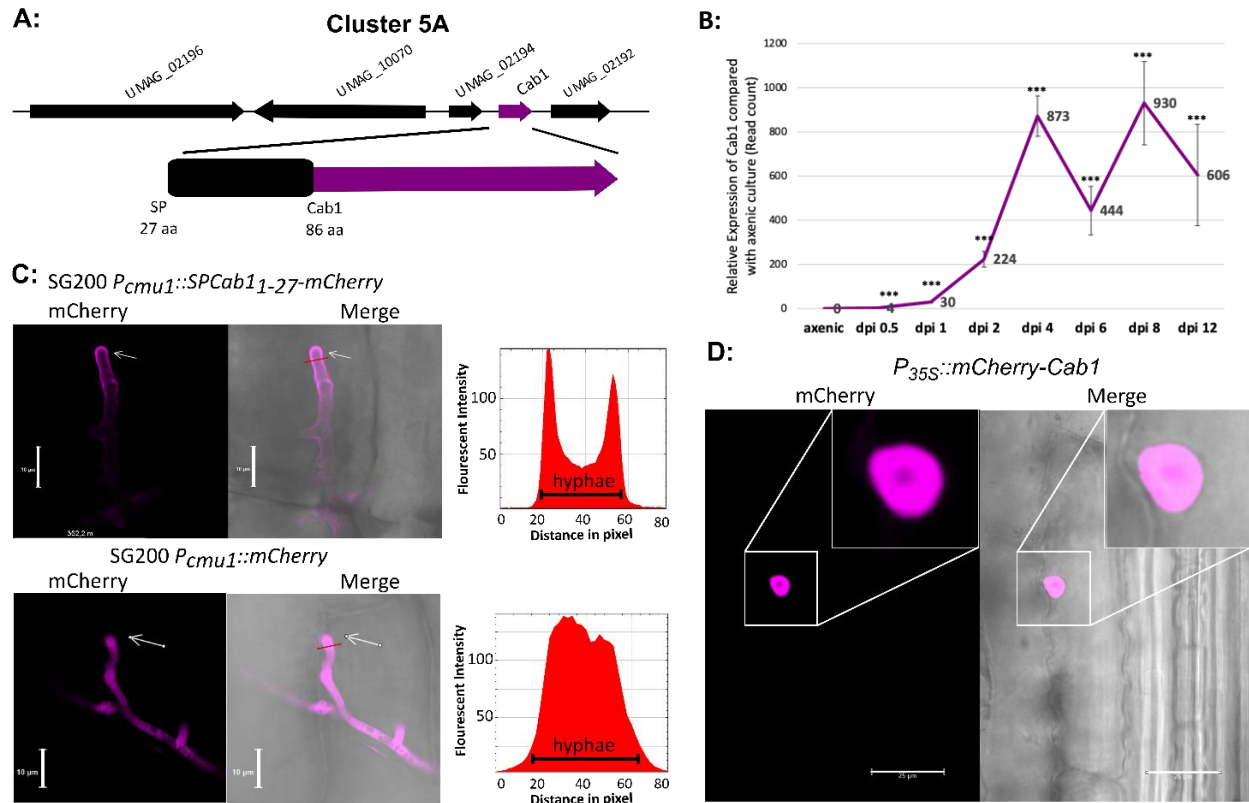 A:
Cluster 5A
UMAG_02196
UMAG_10070
UMAG_02194
Cab1
UMAG_02192
SP
27 aa
Cab1
86 aa
B:
Relative Expression of Cab1 compared
with axenic culture (Read count)
1200
1000
800
600
400
200
0
0
***
4
***
30
***
224
***
873
***
444
***
930
***
606
axenic dpi 0.5 dpi 1 dpi 2 dpi 4 dpi 6 dpi 8 dpi 12
C:
SG200 Pcmu1::SPCab11-27-mCherry
mCherry Merge
10 µm
352,2 m
10 µm
Flourescent Intensity
100
50
hyphae
0 20 40 60 80
Distance in pixel
SG200 Pcmu1::mCherry
mCherry Merge
10 µm
10 µm
Flourescent Intensity
100
50
hyphae
0 20 40 60 80
Distance in pixel
D:
P35S::mCherry-Cab1
mCherry Merge
25 µm
25 µm